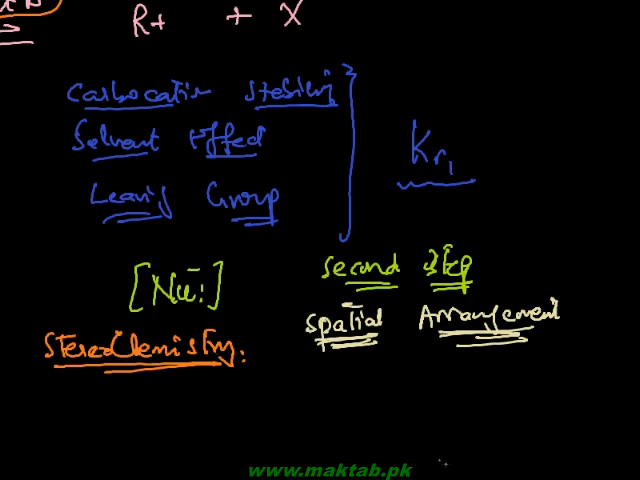 R+ + X
Carbocation Stability
Solvent Effect
Leaving Group
Kr1
[Nu:]
second step
Stereochemistry.
spatial Arrangement
www.maktab.pk